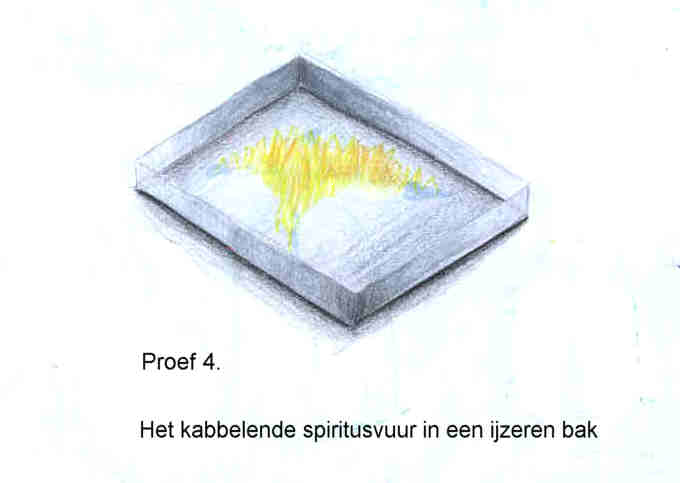 Proef 4.
Het kabbelende spiritusvuur in een ijzeren bak